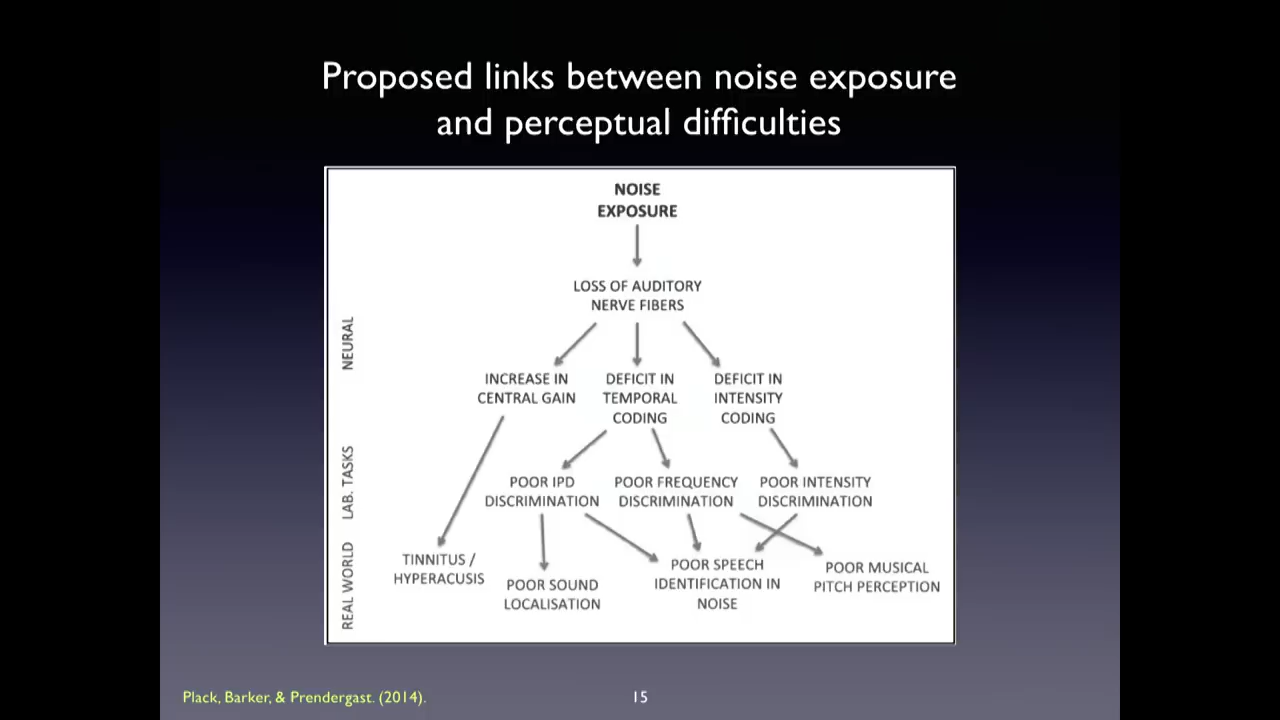 Proposed links between noise exposure
and perceptual difficulties
NOISE
EXPOSURE
LOSS OF AUDITORY
NERVE FIBERS
NEURAL
INCREASE IN
CENTRAL GAIN
DEFICIT IN
TEMPORAL
CODING
DEFICIT IN
INTENSITY
CODING
LAB. TASKS
POOR IPD
DISCRIMINATION
POOR FREQUENCY
DISCRIMINATION
POOR INTENSITY
DISCRIMINATION
REAL WORLD
TINNITUS /
HYPERACUSIS
POOR SOUND
LOCALISATION
POOR SPEECH
IDENTIFICATION IN
NOISE
POOR MUSICAL
PITCH PERCEPTION
Plack, Barker, & Prendergast. (2014).
15